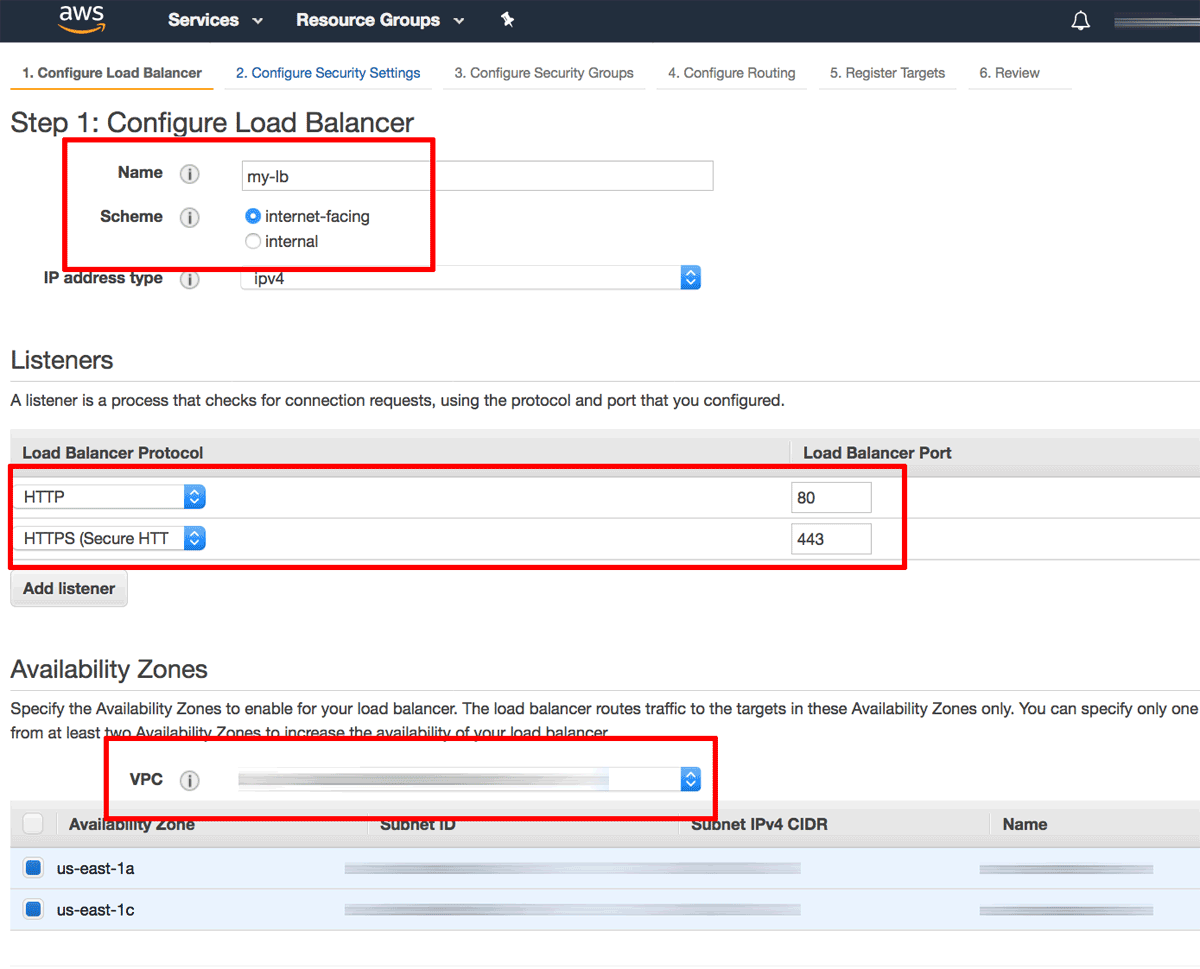 aws Services Resource Groups
1. Configure Load Balancer 2. Configure Security Settings 3. Configure Security Groups 4. Configure Routing 5. Register Targets 6. Review
Step 1: Configure Load Balancer
Name i my-lb
Scheme i internet-facing
internal
IP address type i ipv4
Listeners
A listener is a process that checks for connection requests, using the protocol and port that you configured.
Load Balancer Protocol Load Balancer Port
HTTP 80
HTTPS (Secure HTT 443
Add listener
Availability Zones
Specify the Availability Zones to enable for your load balancer. The load balancer routes traffic to the targets in these Availability Zones only. You can specify only one
from at least two Availability Zones to increase the availability of your load balancer.
VPC i
Availability Zone Subnet ID Subnet IPv4 CIDR Name
us-east-1a
us-east-1c